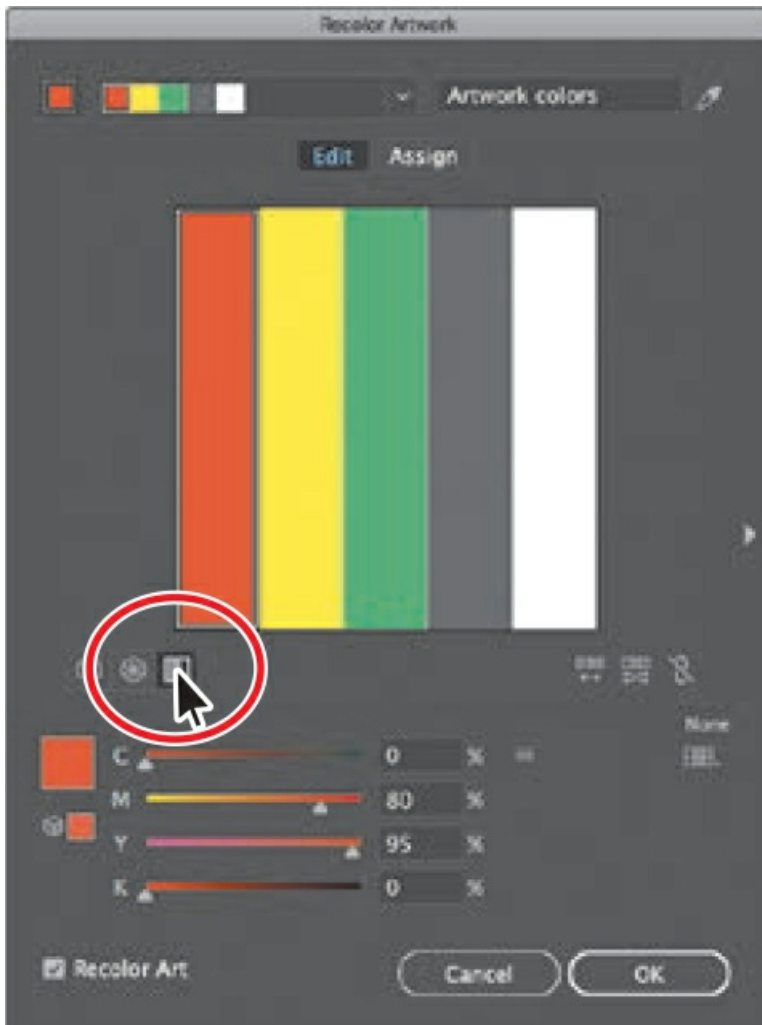 Recolor Artwork
Artwork colors
Edit Assign
None
C 0 %
M 80 %
Y 95 %
K 0 %
Recolor Art
Cancel OK